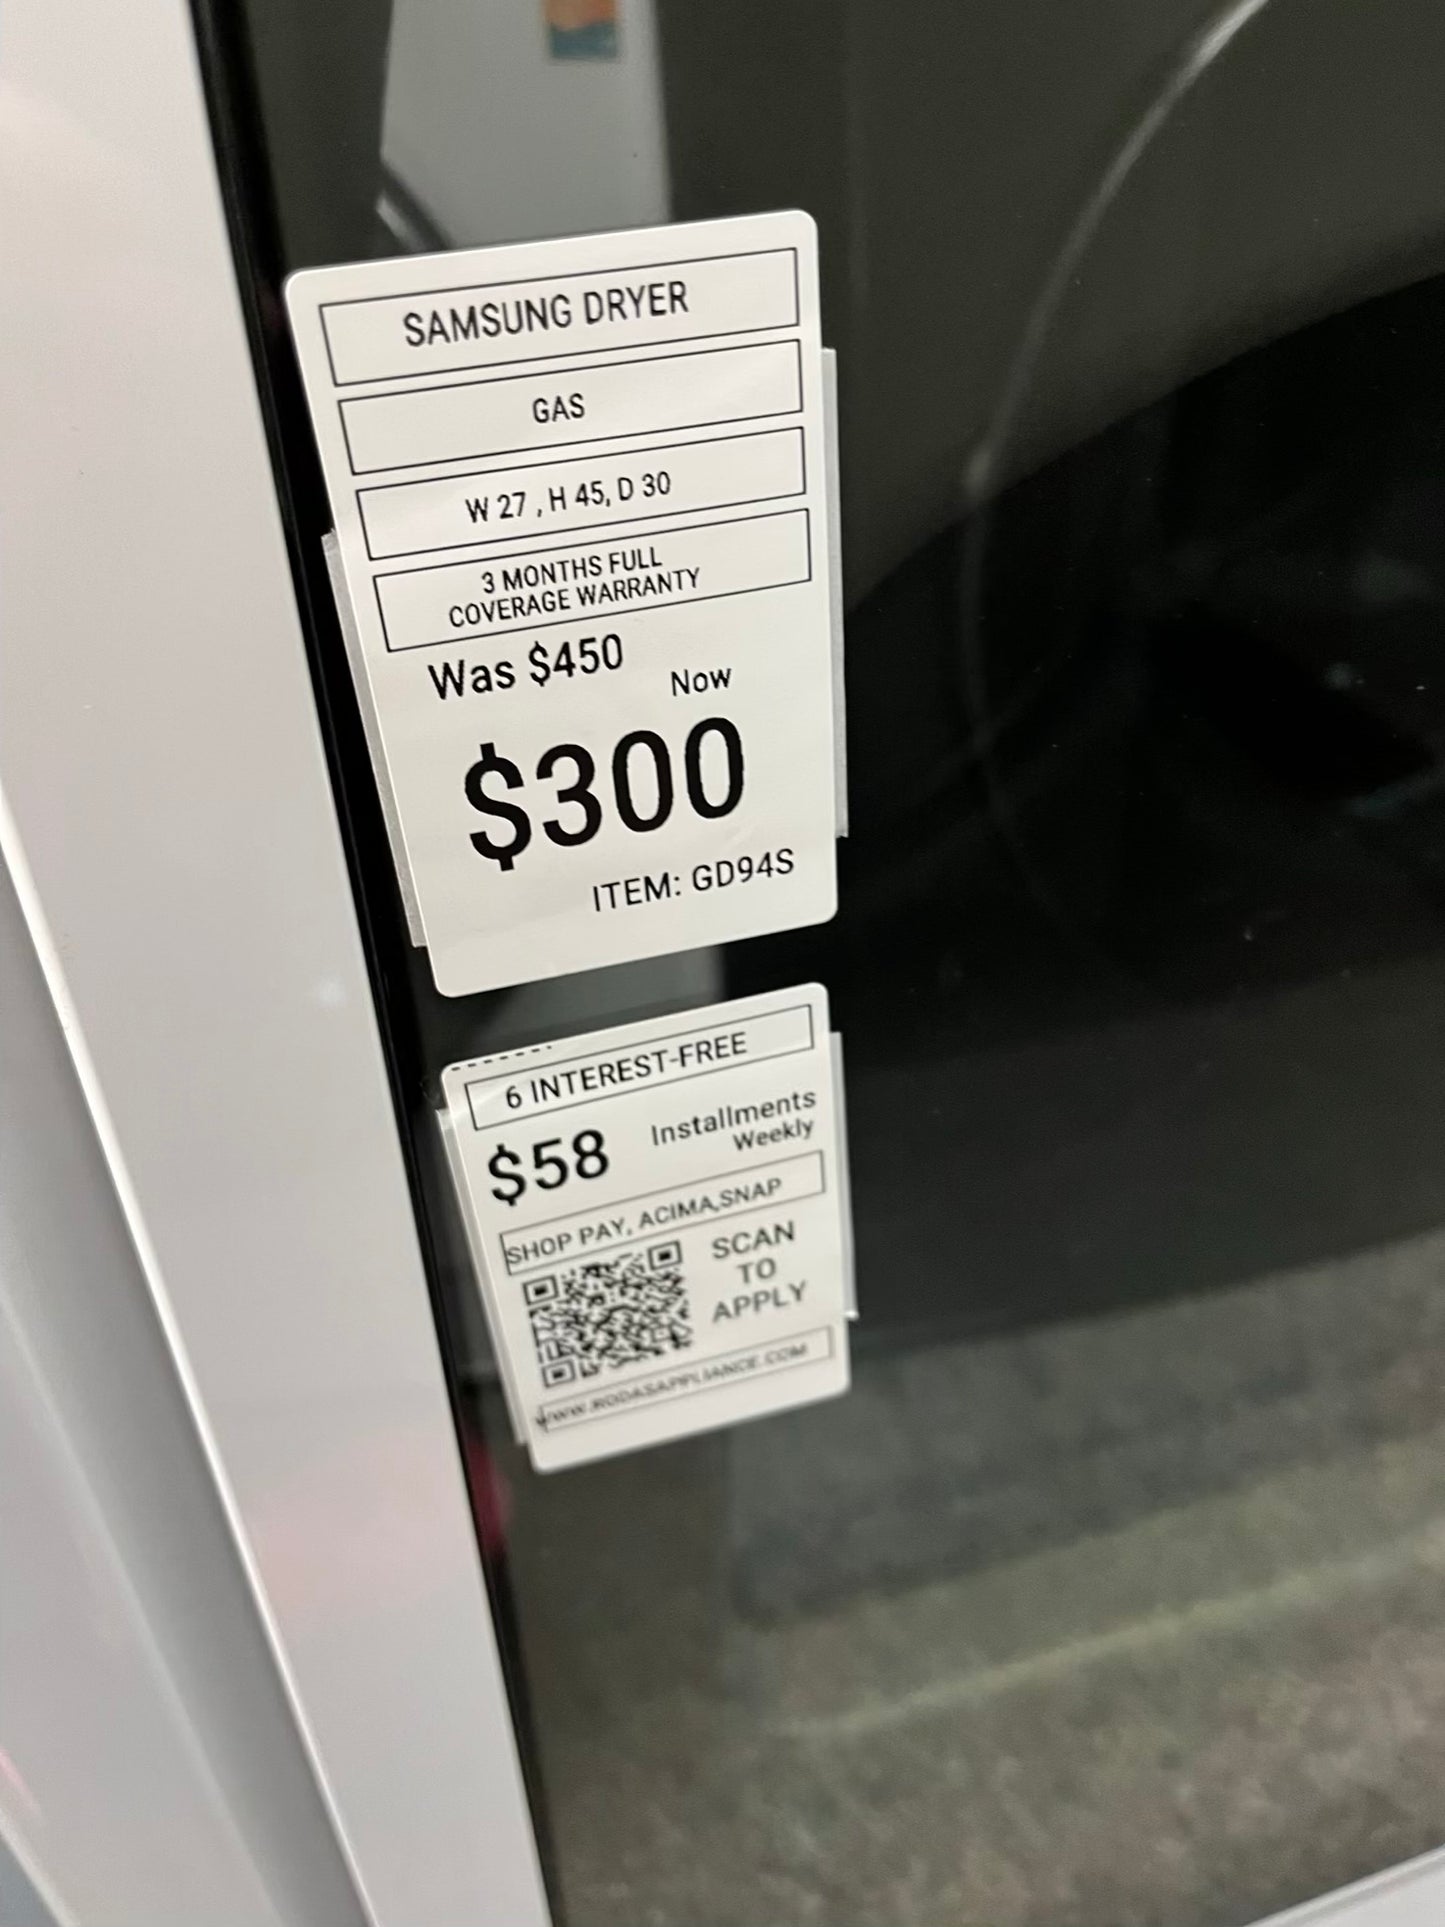 SAMSUNG DRYER
GAS
W 27 , H 45, D 30
3 MONTHS FULL
COVERAGE WARRANTY
Was $450
Now
$300
ITEM: GD94S
6 INTEREST-FREE
$58 Installments
Weekly
SHOP PAY, ACIMA,SNAP
SCAN
TO
APPLY
www.RODASAPPLIANCE.COM